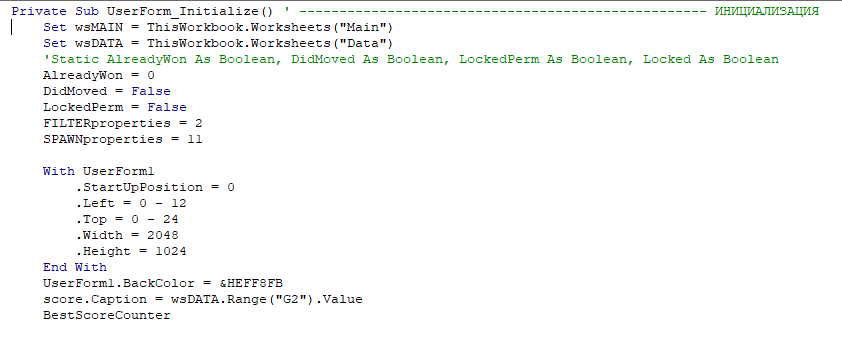 Private Sub UserForm_Initialize() ' --------------------------------------------------- ИНИЦИАЛИЗАЦИЯ
    Set wsMAIN = ThisWorkbook.Worksheets("Main")
    Set wsDATA = ThisWorkbook.Worksheets("Data")
    'Static AlreadyWon As Boolean, DidMoved As Boolean, LockedPerm As Boolean, Locked As Boolean
    AlreadyWon = 0
    DidMoved = False
    LockedPerm = False
    FILTERproperties = 2
    SPAWNproperties = 11

    With UserForm1
        .StartUpPosition = 0
        .Left = 0 - 12
        .Top = 0 - 24
        .Width = 2048
        .Height = 1024
    End With
    UserForm1.BackColor = &HEFF8FB
    score.Caption = wsDATA.Range("G2").Value
    BestScoreCounter